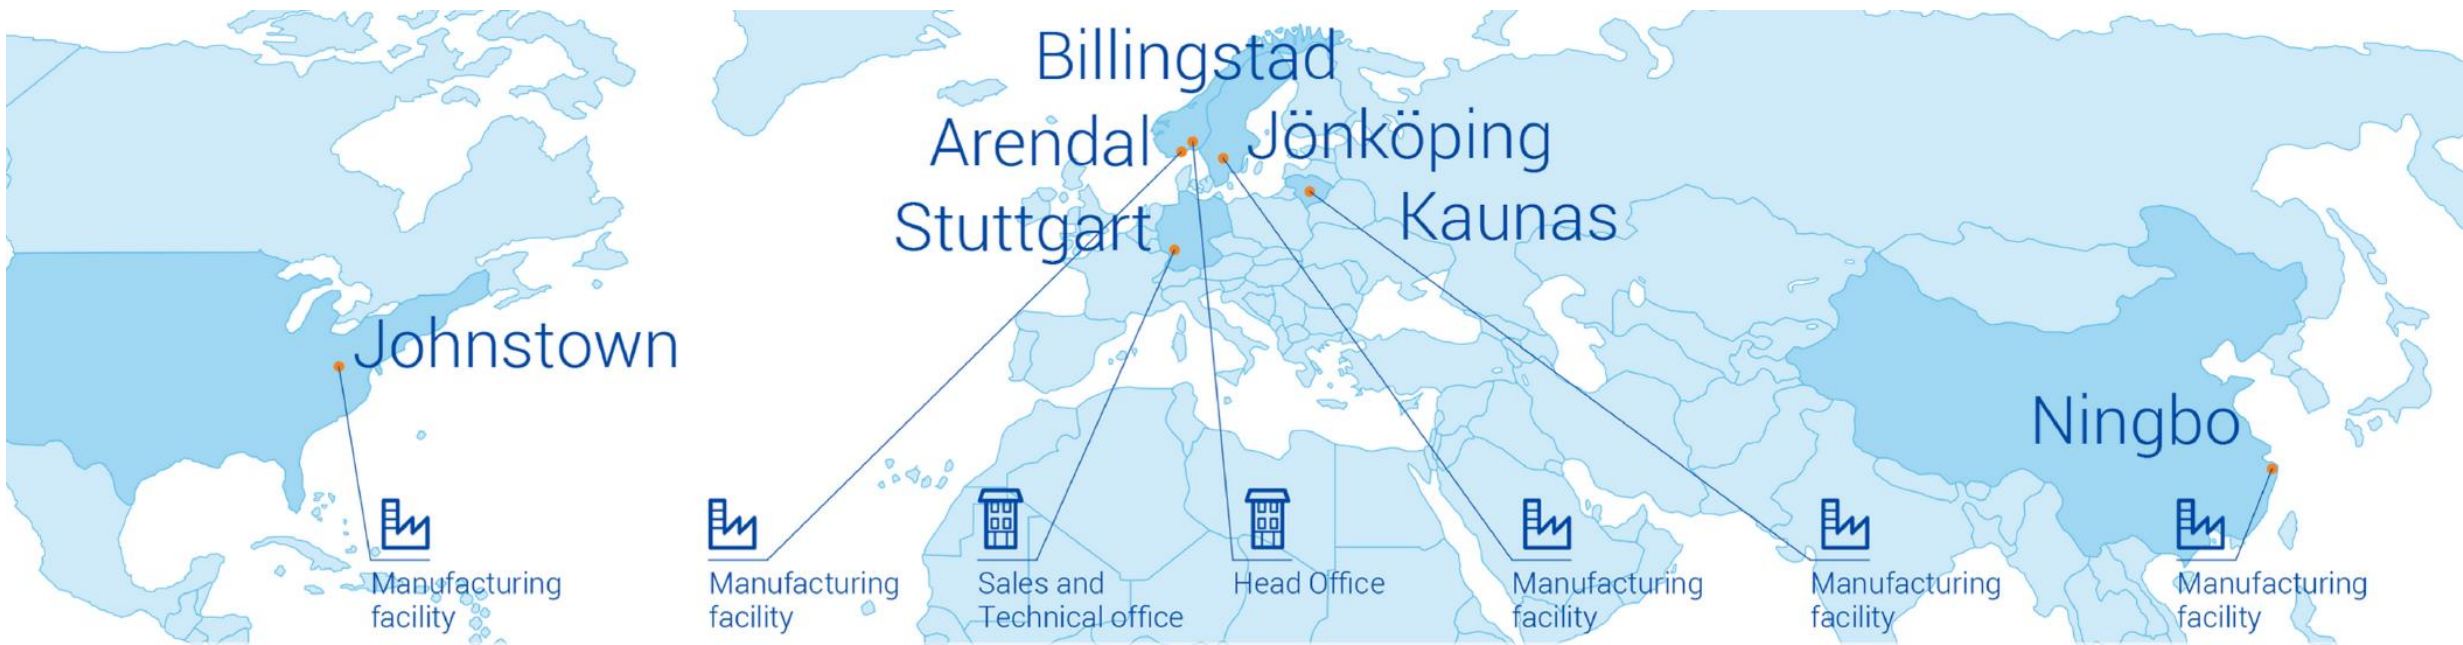 Billingstad
Arendal
Jönköping
Stuttgart
Kaunas
Johnstown
Ningbo
Manufacturing
facility
Manufacturing
facility
Sales and
Technical office
Head Office
Manufacturing
facility
Manufacturing
facility
Manufacturing
facility